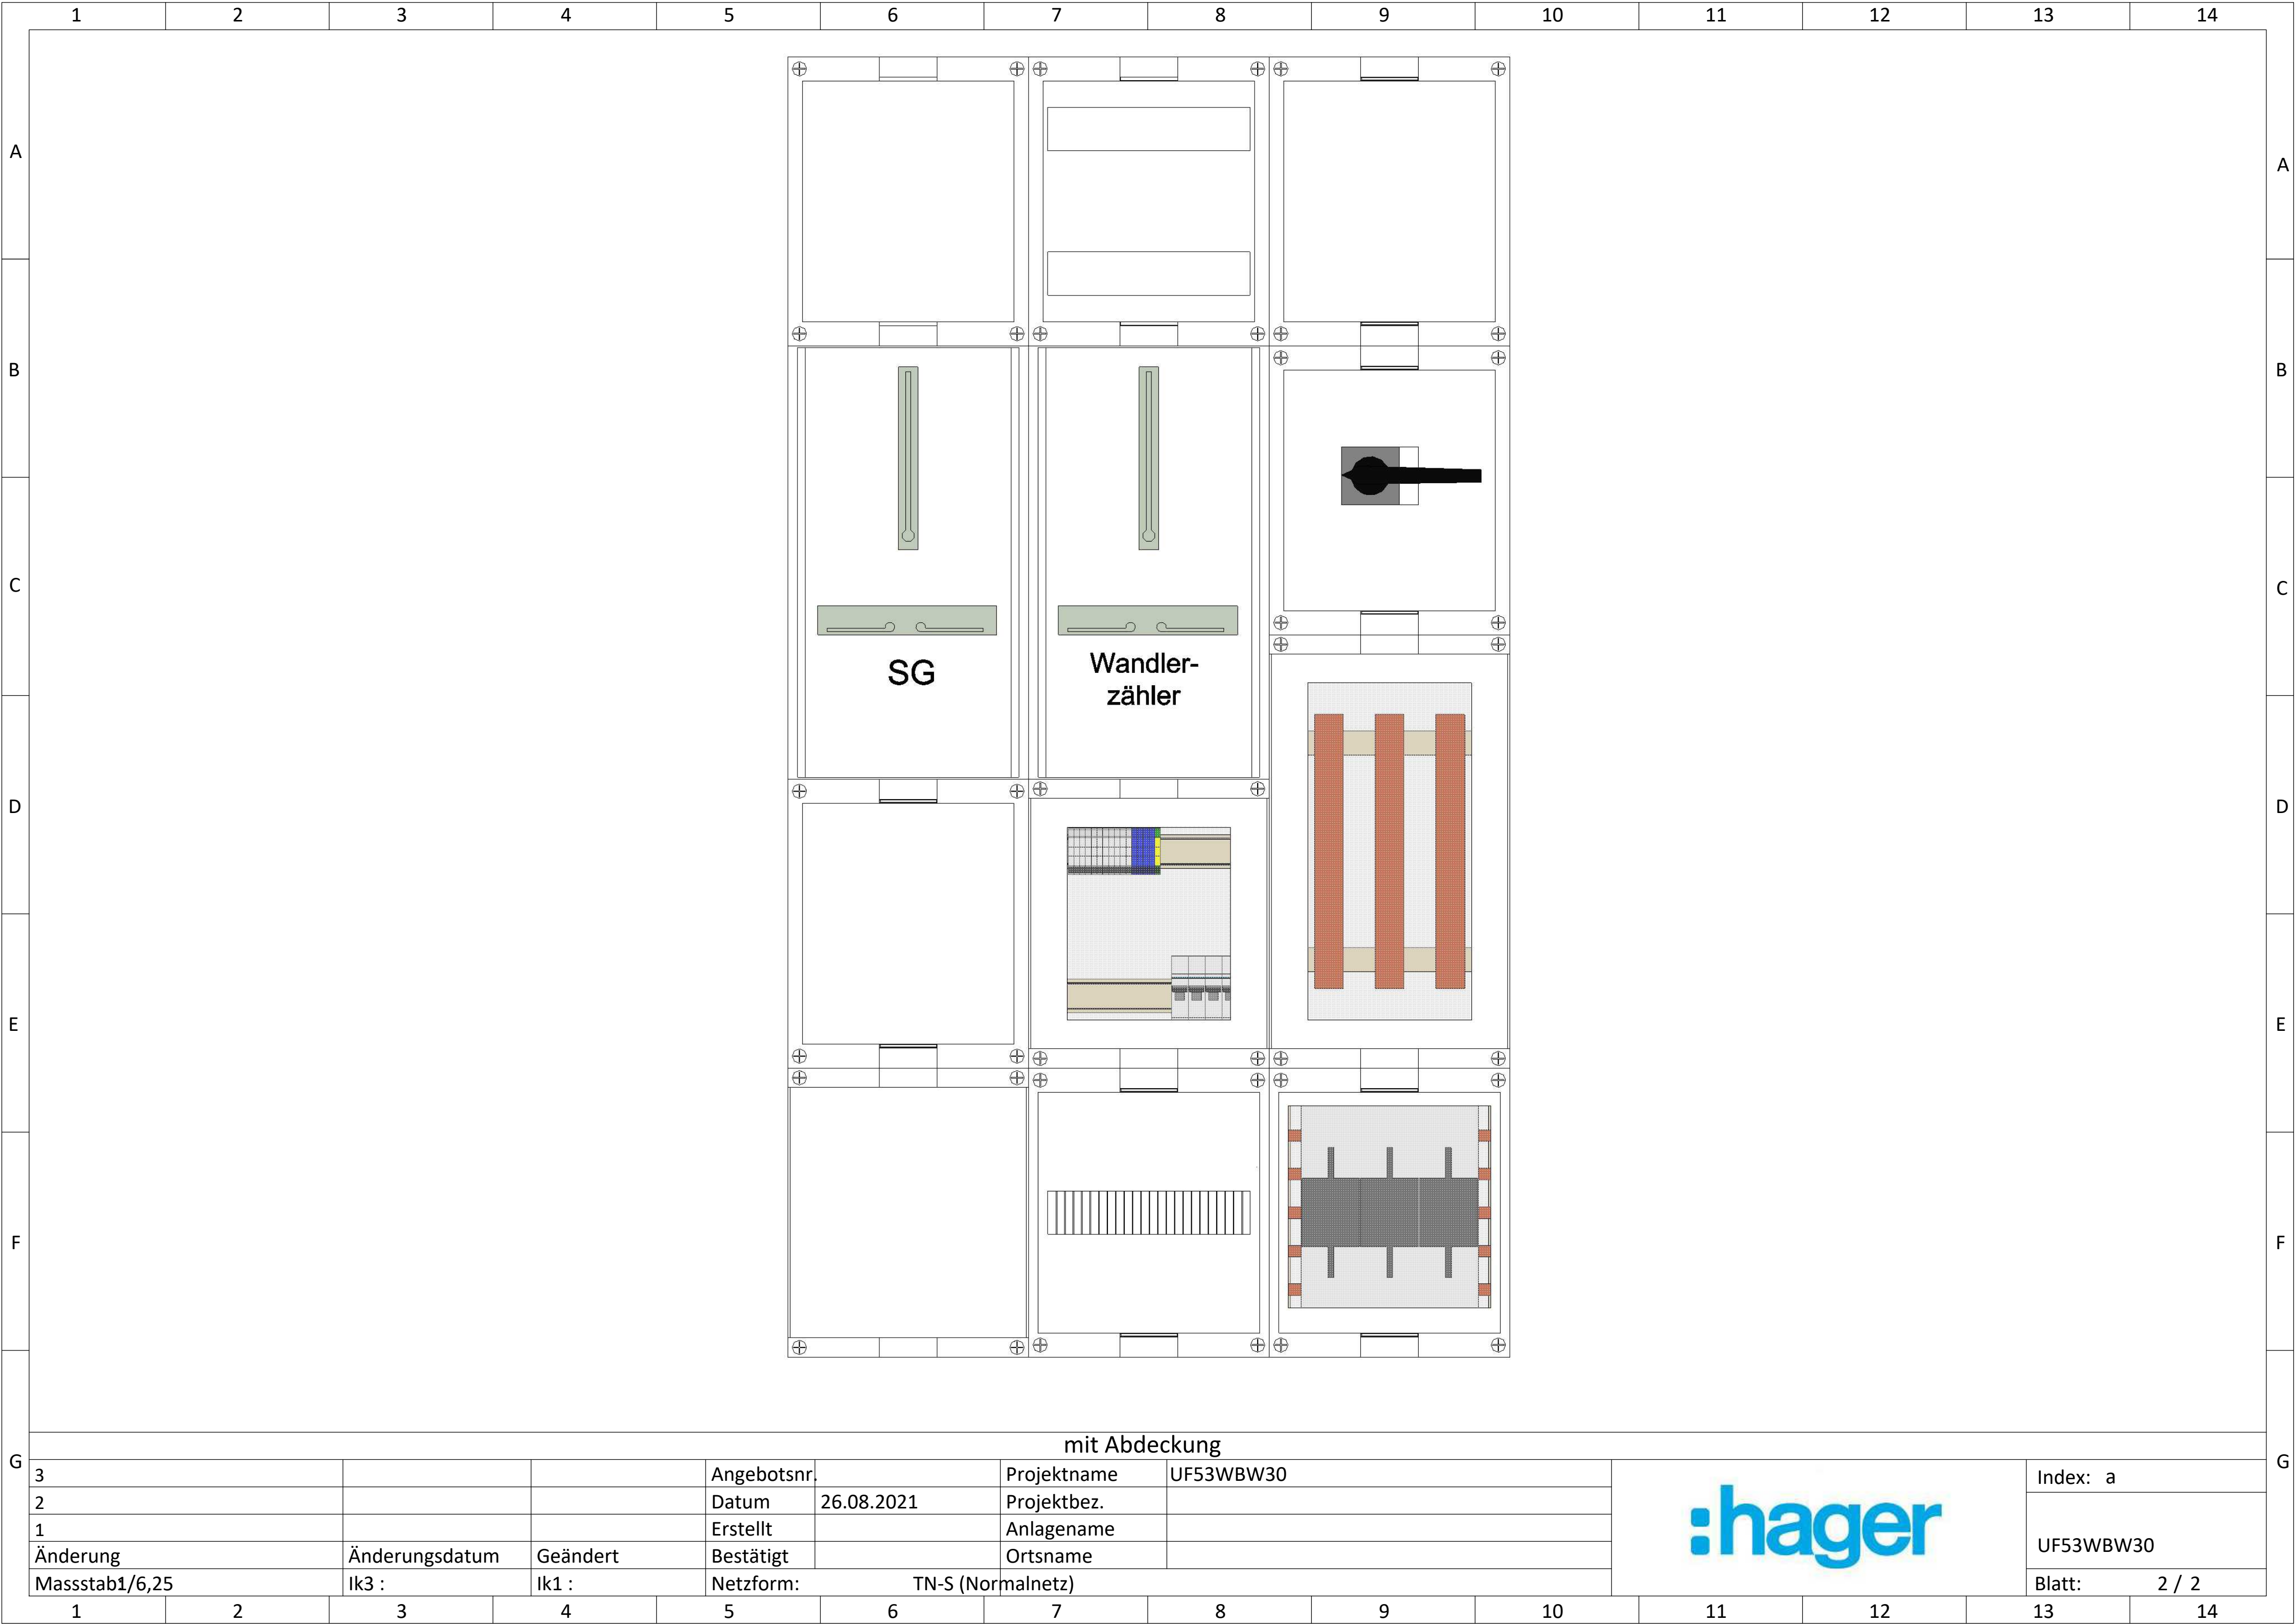 1 2 3 4 5 6 7 8 9 10 11 12 13 14
A A
B B
C C
SG
Wandler-
zähler
D D
E E
F F
G G
mit Abdeckung
3 Angebotsnr. Projektname UF53WBW30
2 Datum 26.08.2021 Projektbez.
1 Erstellt Anlagename
Änderung Änderungsdatum Geändert Bestätigt Ortsname
Massstab:1/6,25 Ik3 : Ik1 : Netzform: TN-S (Normalnetz)
:hager
Index: a
UF53WBW30
Blatt: 2 / 2
1 2 3 4 5 6 7 8 9 10 11 12 13 14